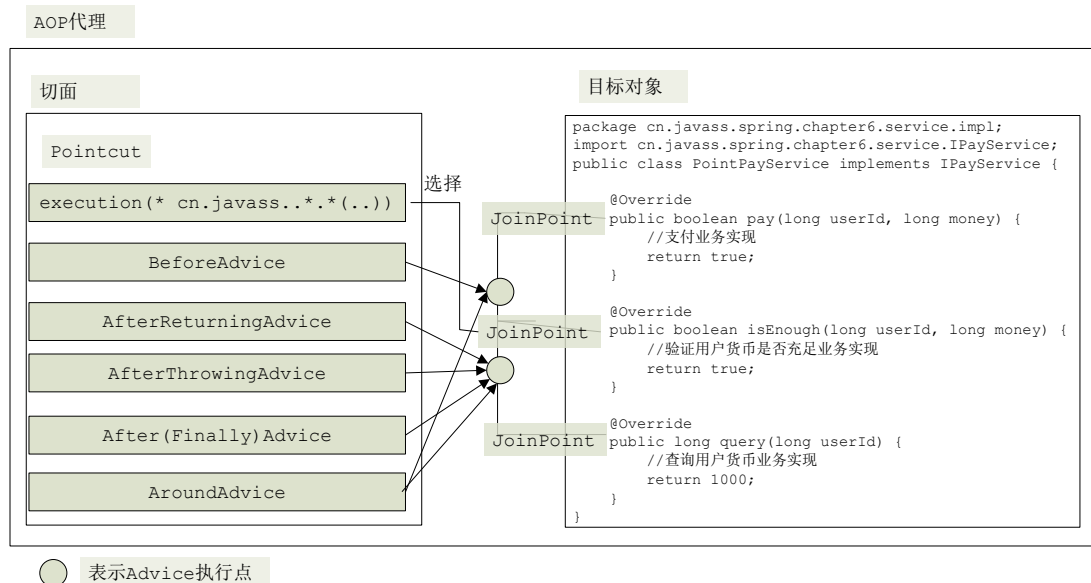 AOP代理
切面
Pointcut
execution(* cn.javass..*.*(..))
BeforeAdvice
AfterReturningAdvice
AfterThrowingAdvice
After(Finally)Advice
AroundAdvice
选择
JoinPoint
JoinPoint
JoinPoint
目标对象
package cn.javass.spring.chapter6.service.impl;
import cn.javass.spring.chapter6.service.IPayService;
public class PointPayService implements IPayService {
@Override
public boolean pay(long userId, long money) {
//支付业务实现
return true;
}
@Override
public boolean isEnough(long userId, long money) {
//验证用户货币是否充足业务实现
return true;
}
@Override
public long query(long userId) {
//查询用户货币业务实现
return 1000;
}
}
表示Advice执行点